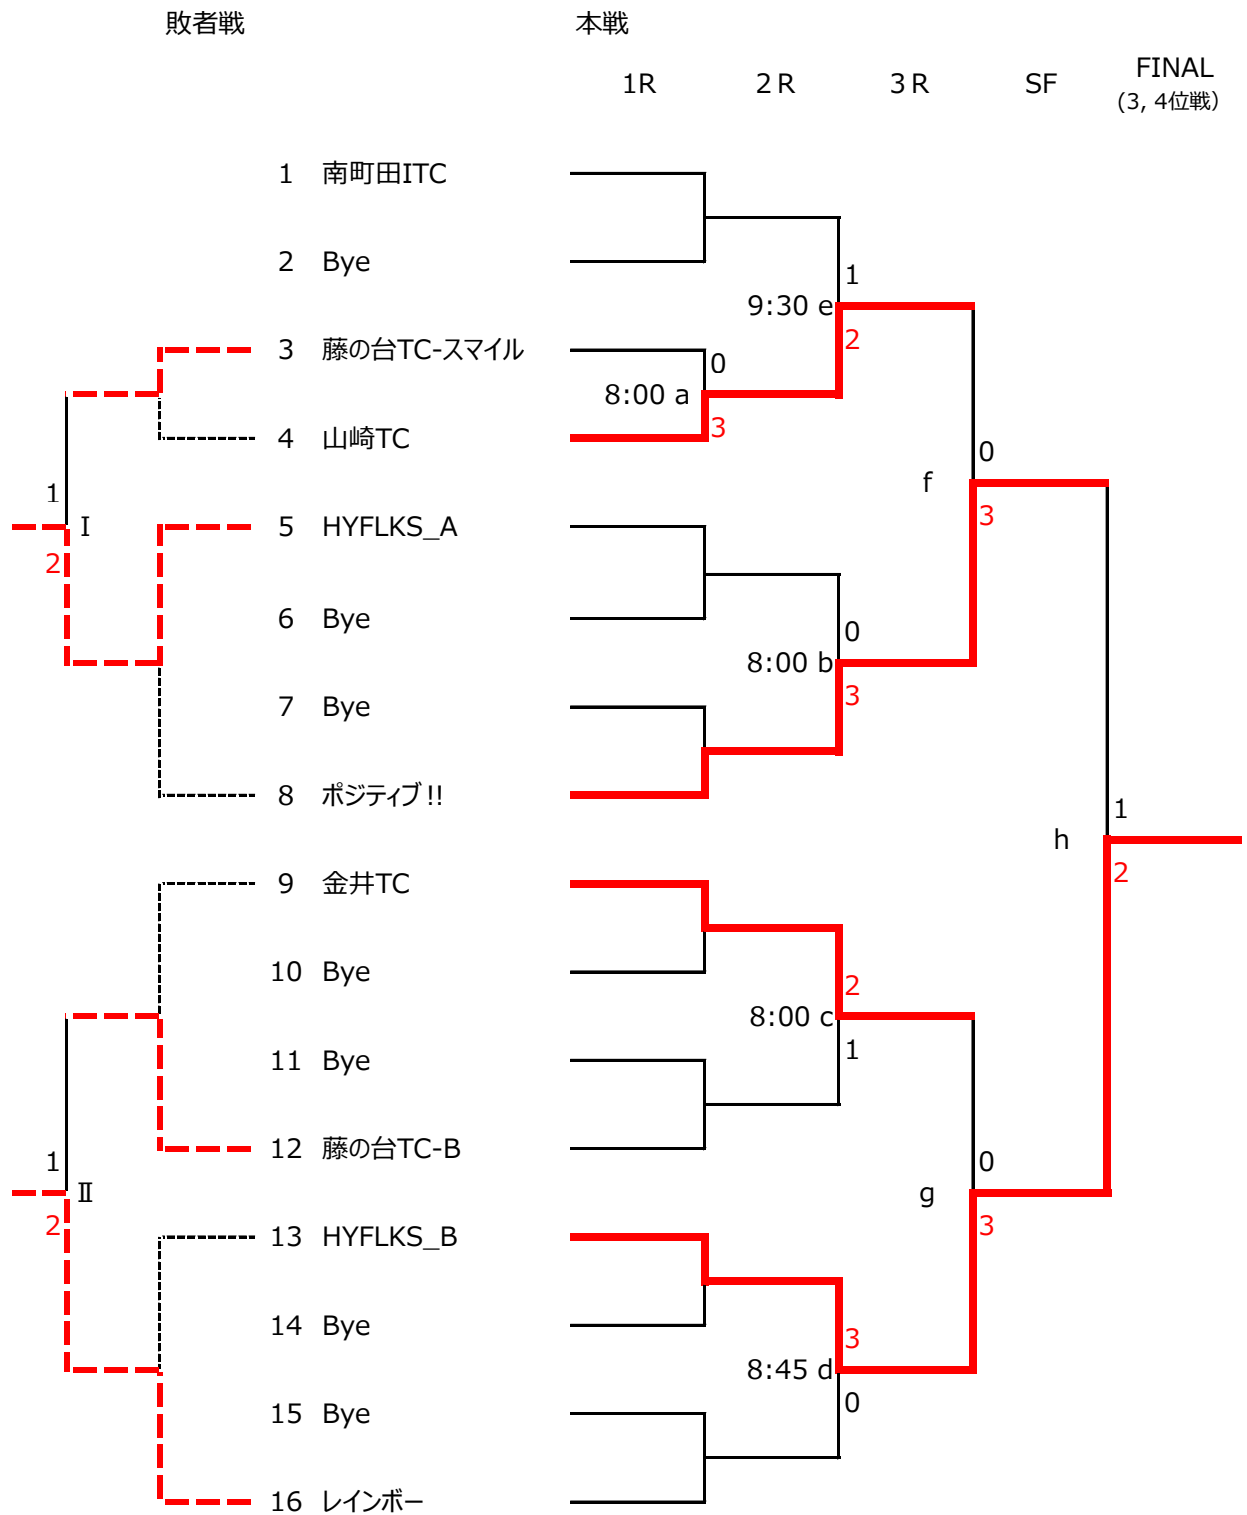 敗者戦 本戦
1R 2R 3R SF FINAL
(3, 4位戦)
1 南町田ITC
2 Bye
1
9:30 e
2
3 藤の台TC-スマイル
0
8:00 a
3
4 山崎TC
0
f
1
I
2
3
5 HYFLKS_A
6 Bye
0
8:00 b
3
7 Bye
8 ポジティブ!!
1
h
2
9 金井TC
10 Bye
2
8:00 c
1
11 Bye
12 藤の台TC-B
1
Ⅱ
2
0
g
3
13 HYFLKS_B
14 Bye
3
8:45 d
0
15 Bye
16 レインボー